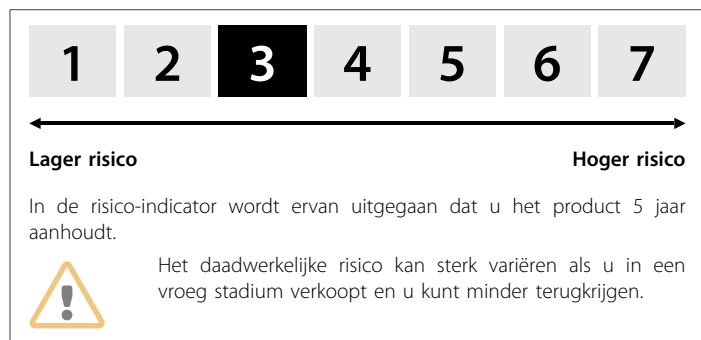 1 2 3 4 5 6 7
Lager risico Hoger risico
In de risico-indicator wordt ervan uitgegaan dat u het product 5 jaar
aanhoudt.
Het daadwerkelijke risico kan sterk variëren als u in een
vroeg stadium verkoopt en u kunt minder terugkrijgen.